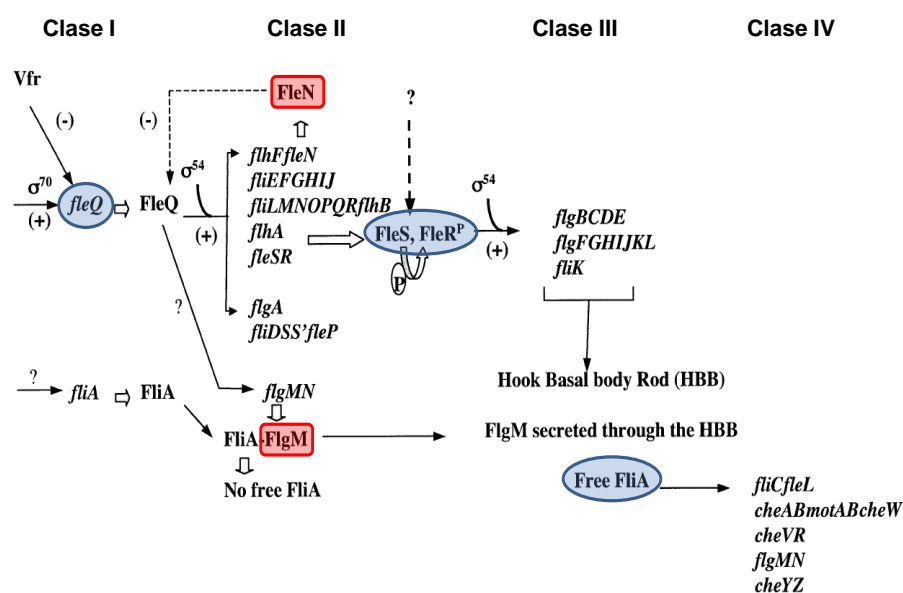 Clase I Clase II Clase III Clase IV
Vfr
(-)
σ70
(+)
fleQ
FleQ
FleN
(-)
σ54
(+)
flhFfleN
fliEFGHIJ
fliLMNOPQRflhB
flhA
fleSR
flgA
fliDSS’fleP
?
FleS, FleRP
P
σ54
(+)
flgBCDE
flgFGHIJKL
fliK
Hook Basal body Rod (HBB)
?
?
fliA
FliA
flgMN
FliA-FlgM
No free FliA
FlgM secreted through the HBB
Free FliA
fliCfleL
cheABmotABcheW
cheVR
flgMN
cheYZ